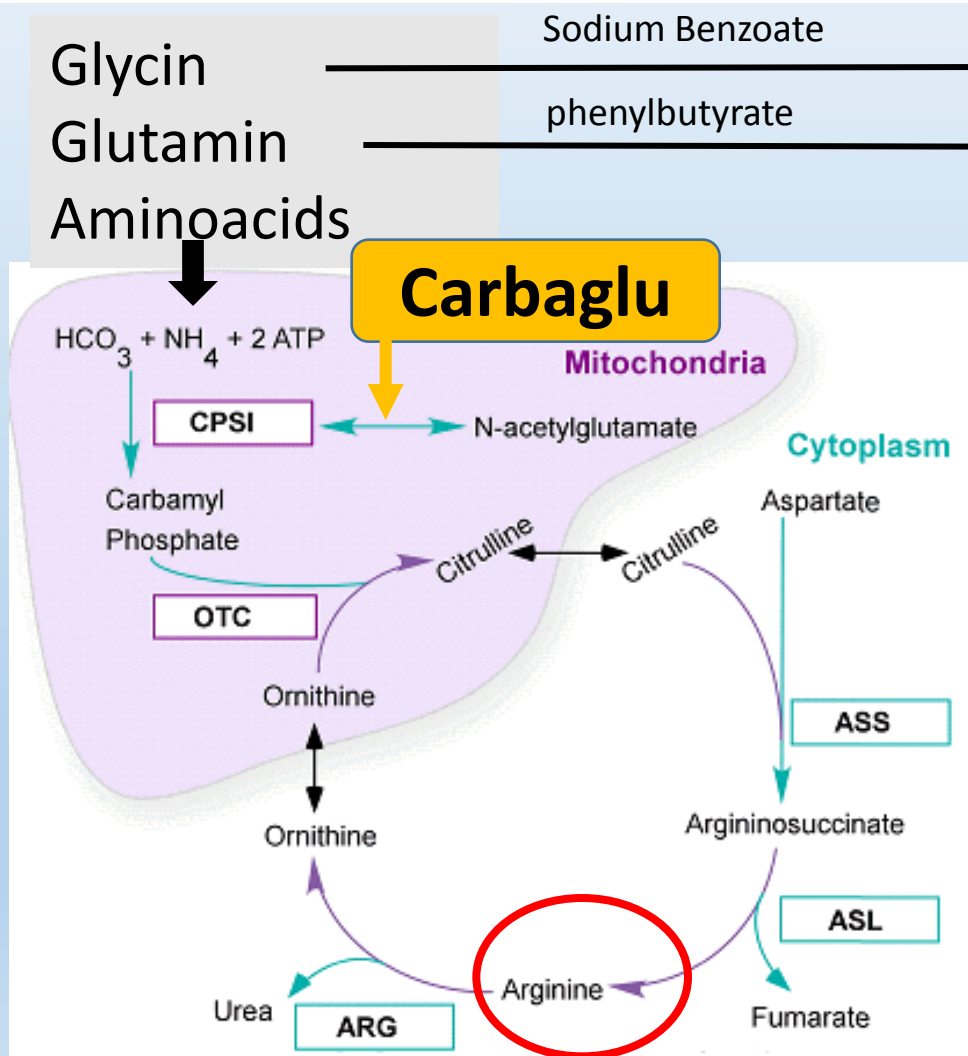 Sodium Benzoate
Glycin
phenylbutyrate
Glutamin
Aminoacids
Carbaglu
HCO3 + NH4 + 2 ATP
Mitochondria
CPSI
N-acetylglutamate
Cytoplasm
Carbamyl
Phosphate
Aspartate
Citrulline
Citrulline
OTC
Ornithine
ASS
Ornithine
Argininosuccinate
ASL
Arginine
Urea
ARG
Fumarate